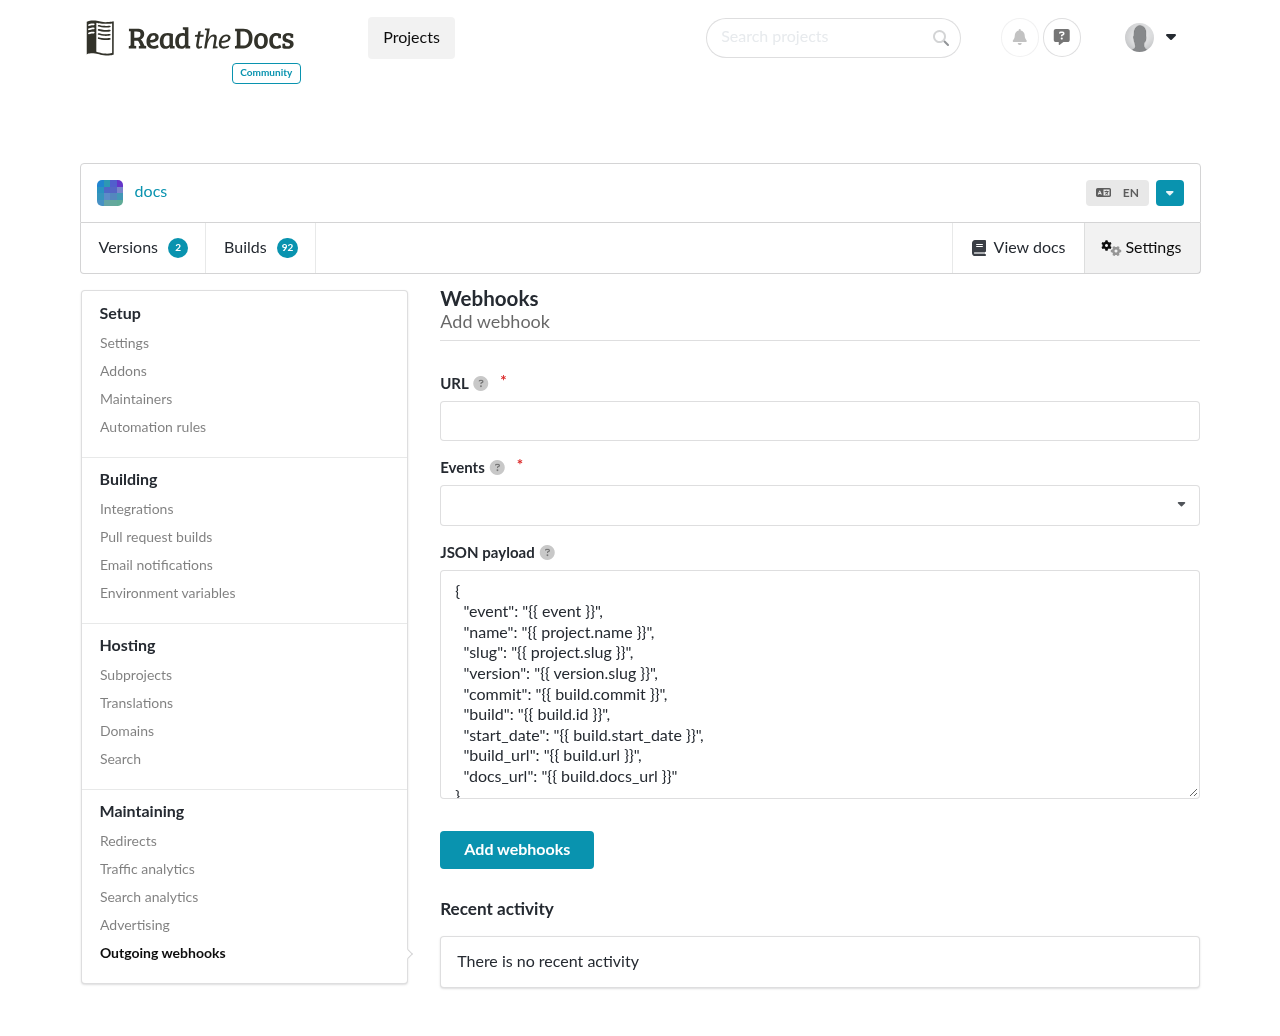 Read the Docs
Community
Projects
Search projects
docs
EN
Versions 2
Builds 92
View docs
Settings
Setup
Settings
Addons
Maintainers
Automation rules
Building
Integrations
Pull request builds
Email notifications
Environment variables
Hosting
Subprojects
Translations
Domains
Search
Maintaining
Redirects
Traffic analytics
Search analytics
Advertising
Outgoing webhooks
Webhooks
Add webhook
URL ? *
Events ? *
JSON payload ?
{
  "event": "{{ event }}",
  "name": "{{ project.name }}",
  "slug": "{{ project.slug }}",
  "version": "{{ version.slug }}",
  "commit": "{{ build.commit }}",
  "build": "{{ build.id }}",
  "start_date": "{{ build.start_date }}",
  "build_url": "{{ build.url }}",
  "docs_url": "{{ build.docs_url }}"
}
Add webhooks
Recent activity
There is no recent activity